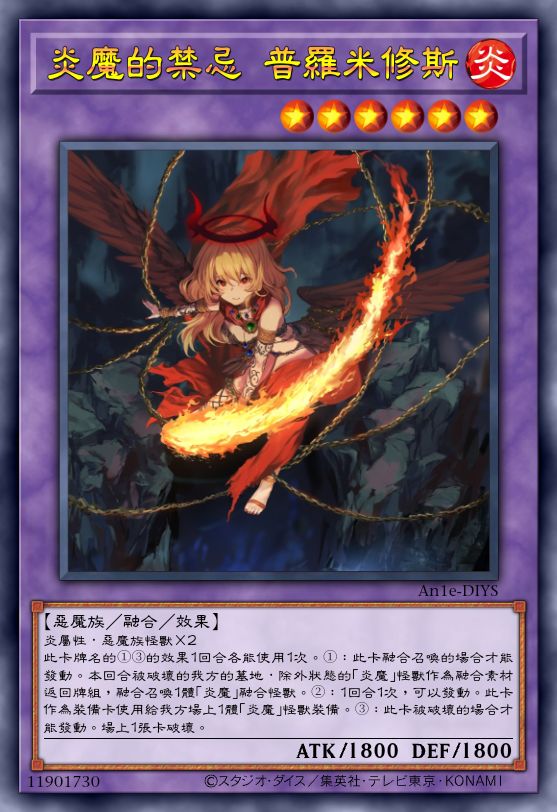 炎魔的禁忌 普羅米修斯 炎
An1e-DIYS
【惡魔族／融合／效果】
炎屬性．惡魔族怪獸×2
此卡牌名的①③的效果1回合各能使用1次。①：此卡融合召喚的場合才能
發動。本回合被破壞的我方的墓地．除外狀態的「炎魔」怪獸作為融合素材
返回牌組，融合召喚1體「炎魔」融合怪獸。②：1回合1次，可以發動。此卡
作為裝備卡使用給我方場上1體「炎魔」怪獸裝備。③：此卡被破壞的場合才
能發動。場上1張卡破壞。
ATK/1800 DEF/1800
11901730 ©スタジオ・ダイス／集英社・テレビ東京・KONAMI